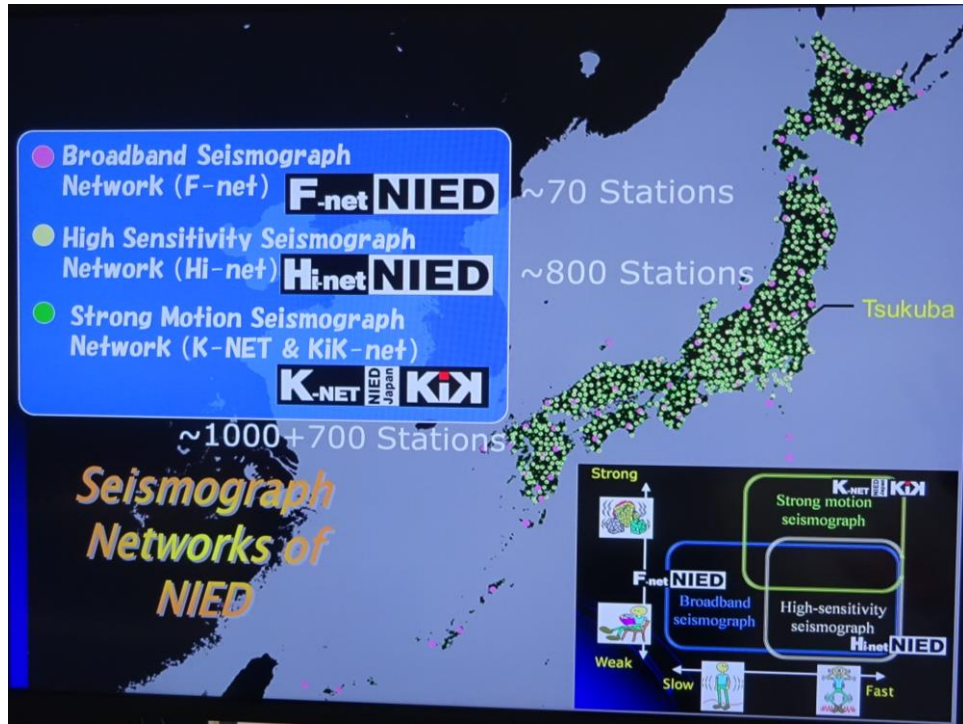 Broadband Seismograph
Network (F-net) F-net NIED ~70 Stations
High Sensitivity Seismograph
Network (Hi-net) Hi-net NIED ~800 Stations
Tsukuba
Strong Motion Seismograph
Network (K-NET & KiK-net)
K-NET NIED Japan KiK
~1000+700 Stations
Seismograph
Networks of
NIED
Strong
K-NET NIED Japan KiK
Strong motion
seismograph
F-net NIED
Broadband
seismograph
High-sensitivity
seismograph
Hi-net NIED
Weak
Slow
Fast